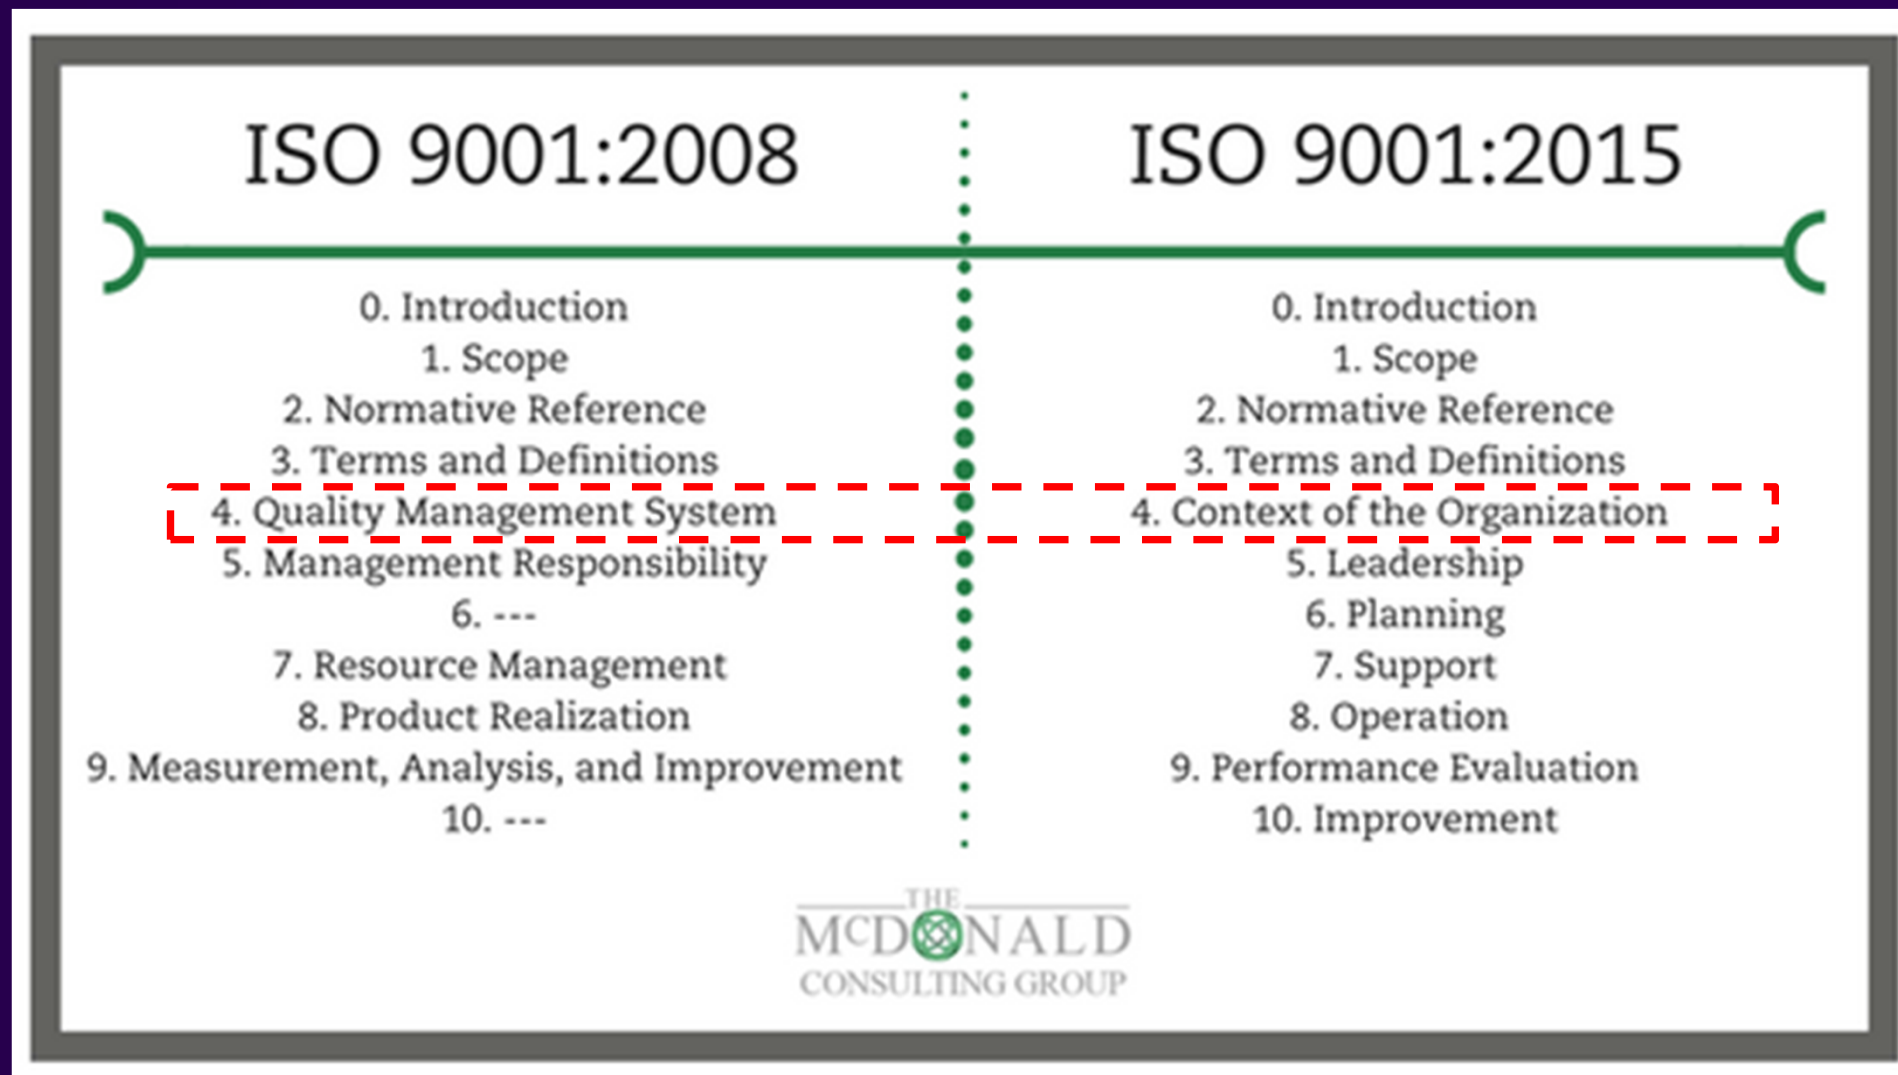 ISO 9001:2008
0. Introduction
1. Scope
2. Normative Reference
3. Terms and Definitions
4. Quality Management System
5. Management Responsibility
6. ---
7. Resource Management
8. Product Realization
9. Measurement, Analysis, and Improvement
10. ---
ISO 9001:2015
0. Introduction
1. Scope
2. Normative Reference
3. Terms and Definitions
4. Context of the Organization
5. Leadership
6. Planning
7. Support
8. Operation
9. Performance Evaluation
10. Improvement
THE
MCDONALD
CONSULTING GROUP